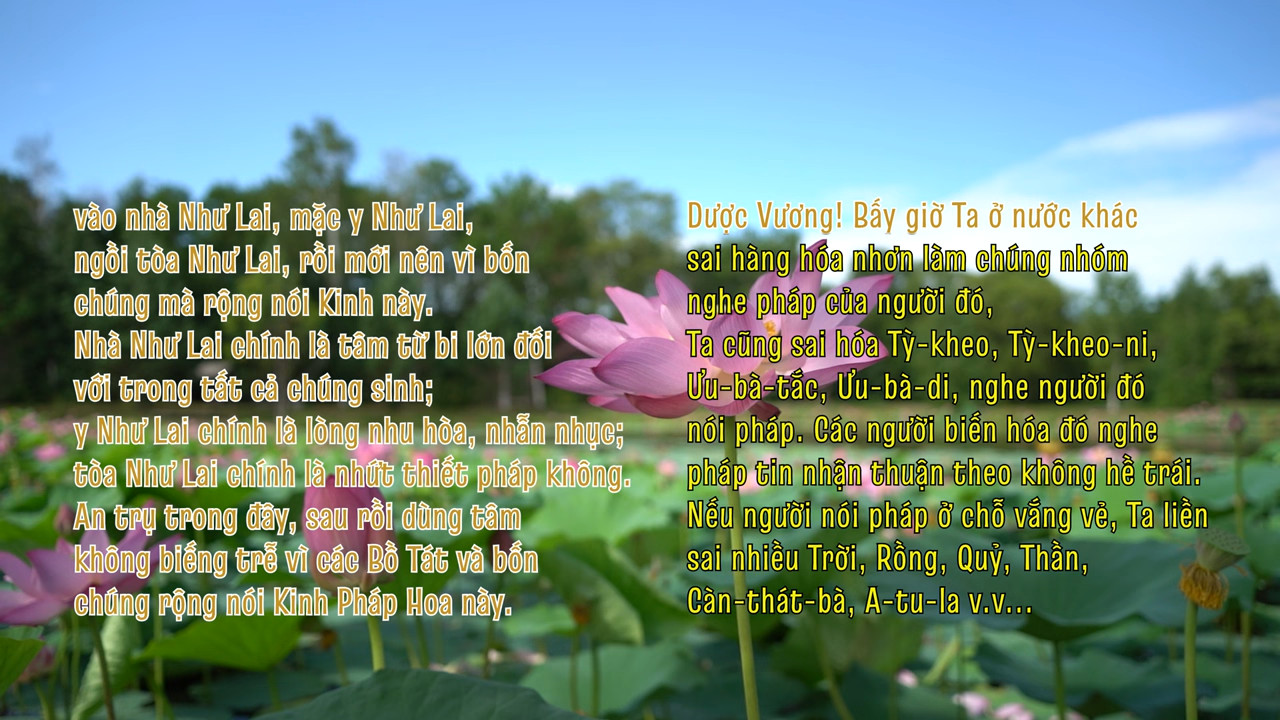 vào nhà Như Lai, mặc y Như Lai,
ngồi tòa Như Lai, rồi mới nên vì bốn
chúng mà rộng nói Kinh này.
Nhà Như Lai chính là tâm từ bi lớn đối
với trong tất cả chúng sinh;
y Như Lai chính là lòng nhu hòa, nhẫn nhục;
tòa Như Lai chính là nhứt thiết pháp không.
An trụ trong đây, sau rồi dùng tâm
không biếng trễ vì các Bồ Tát và bốn
chúng rộng nói Kinh Pháp Hoa này.
Dược Vương! Bấy giờ Ta ở nước khác
sai hàng hóa nhơn làm chúng nhóm
nghe pháp của người đó,
Ta cũng sai hóa Tỳ-kheo, Tỳ-kheo-ni,
Ưu-bà-tắc, Ưu-bà-di, nghe người đó
nói pháp. Các người biến hóa đó nghe
pháp tin nhận thuận theo không hề trái.
Nếu người nói pháp ở chỗ vắng vẻ, Ta liền
sai nhiều Trời, Rồng, Quỷ, Thần,
Càn-thát-bà, A-tu-la v.v...